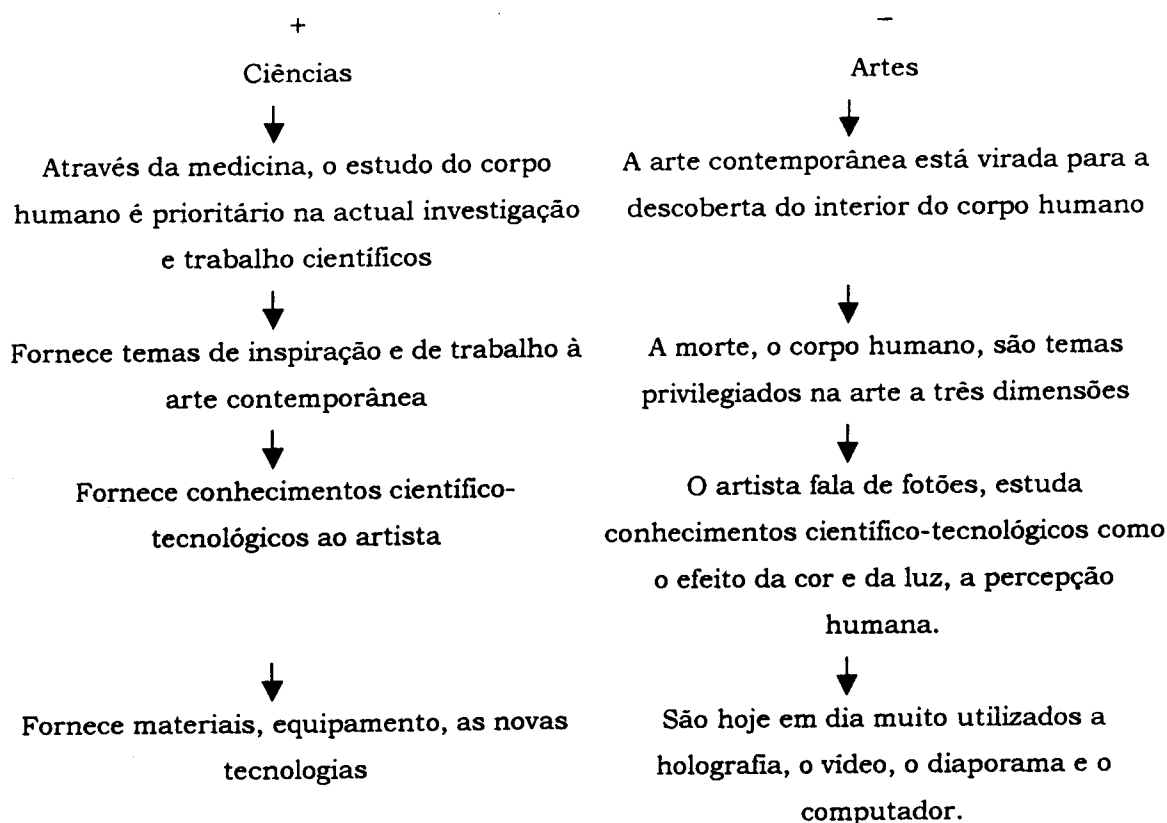 +
Ciências
Através da medicina, o estudo do corpo
humano é prioritário na actual investigação
e trabalho científicos
Fornece temas de inspiração e de trabalho à
arte contemporânea
Fornece conhecimentos científico-
tecnológicos ao artista
Fornece materiais, equipamento, as novas
tecnologias
–
Artes
A arte contemporânea está virada para a
descoberta do interior do corpo humano
A morte, o corpo humano, são temas
privilegiados na arte a três dimensões
O artista fala de fotões, estuda
conhecimentos científico-tecnológicos como
o efeito da cor e da luz, a percepção
humana.
São hoje em dia muito utilizados a
holografia, o vídeo, o diaporama e o
computador.